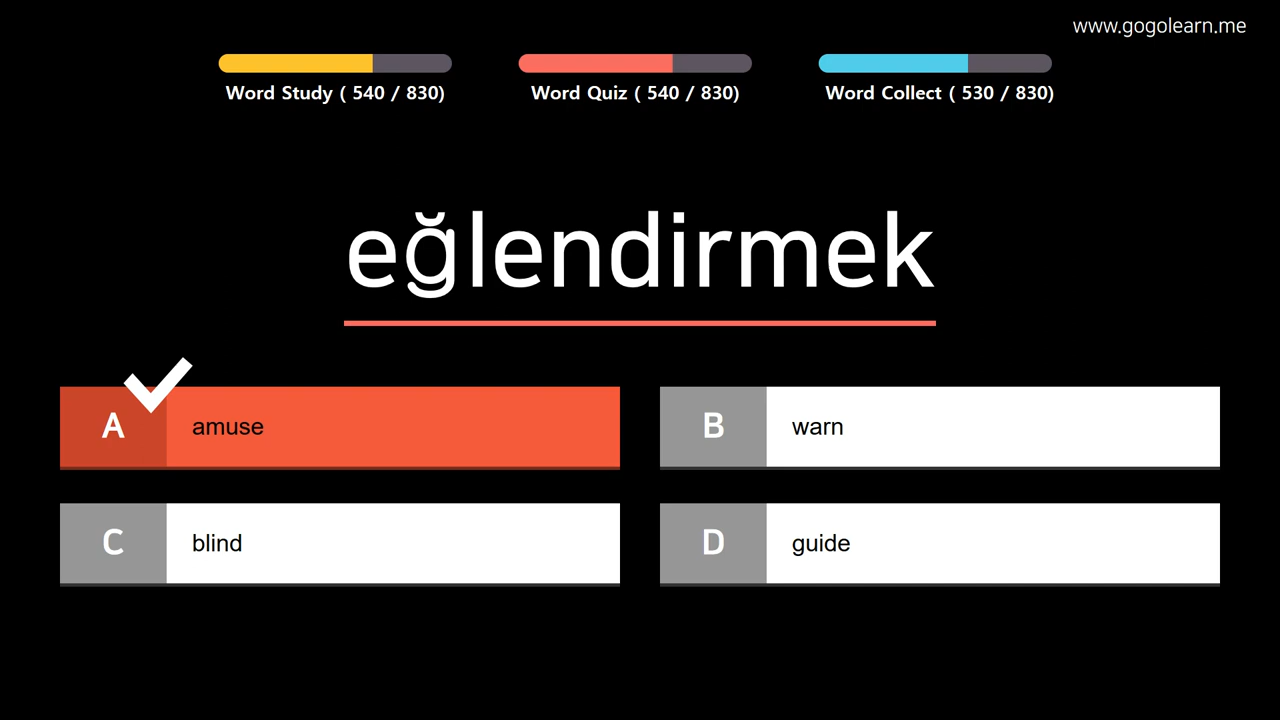 www.gogolearn.me
Word Study ( 540 / 830)
Word Quiz ( 540 / 830)
Word Collect ( 530 / 830)
eğlendirmek
A amuse
B warn
C blind
D guide